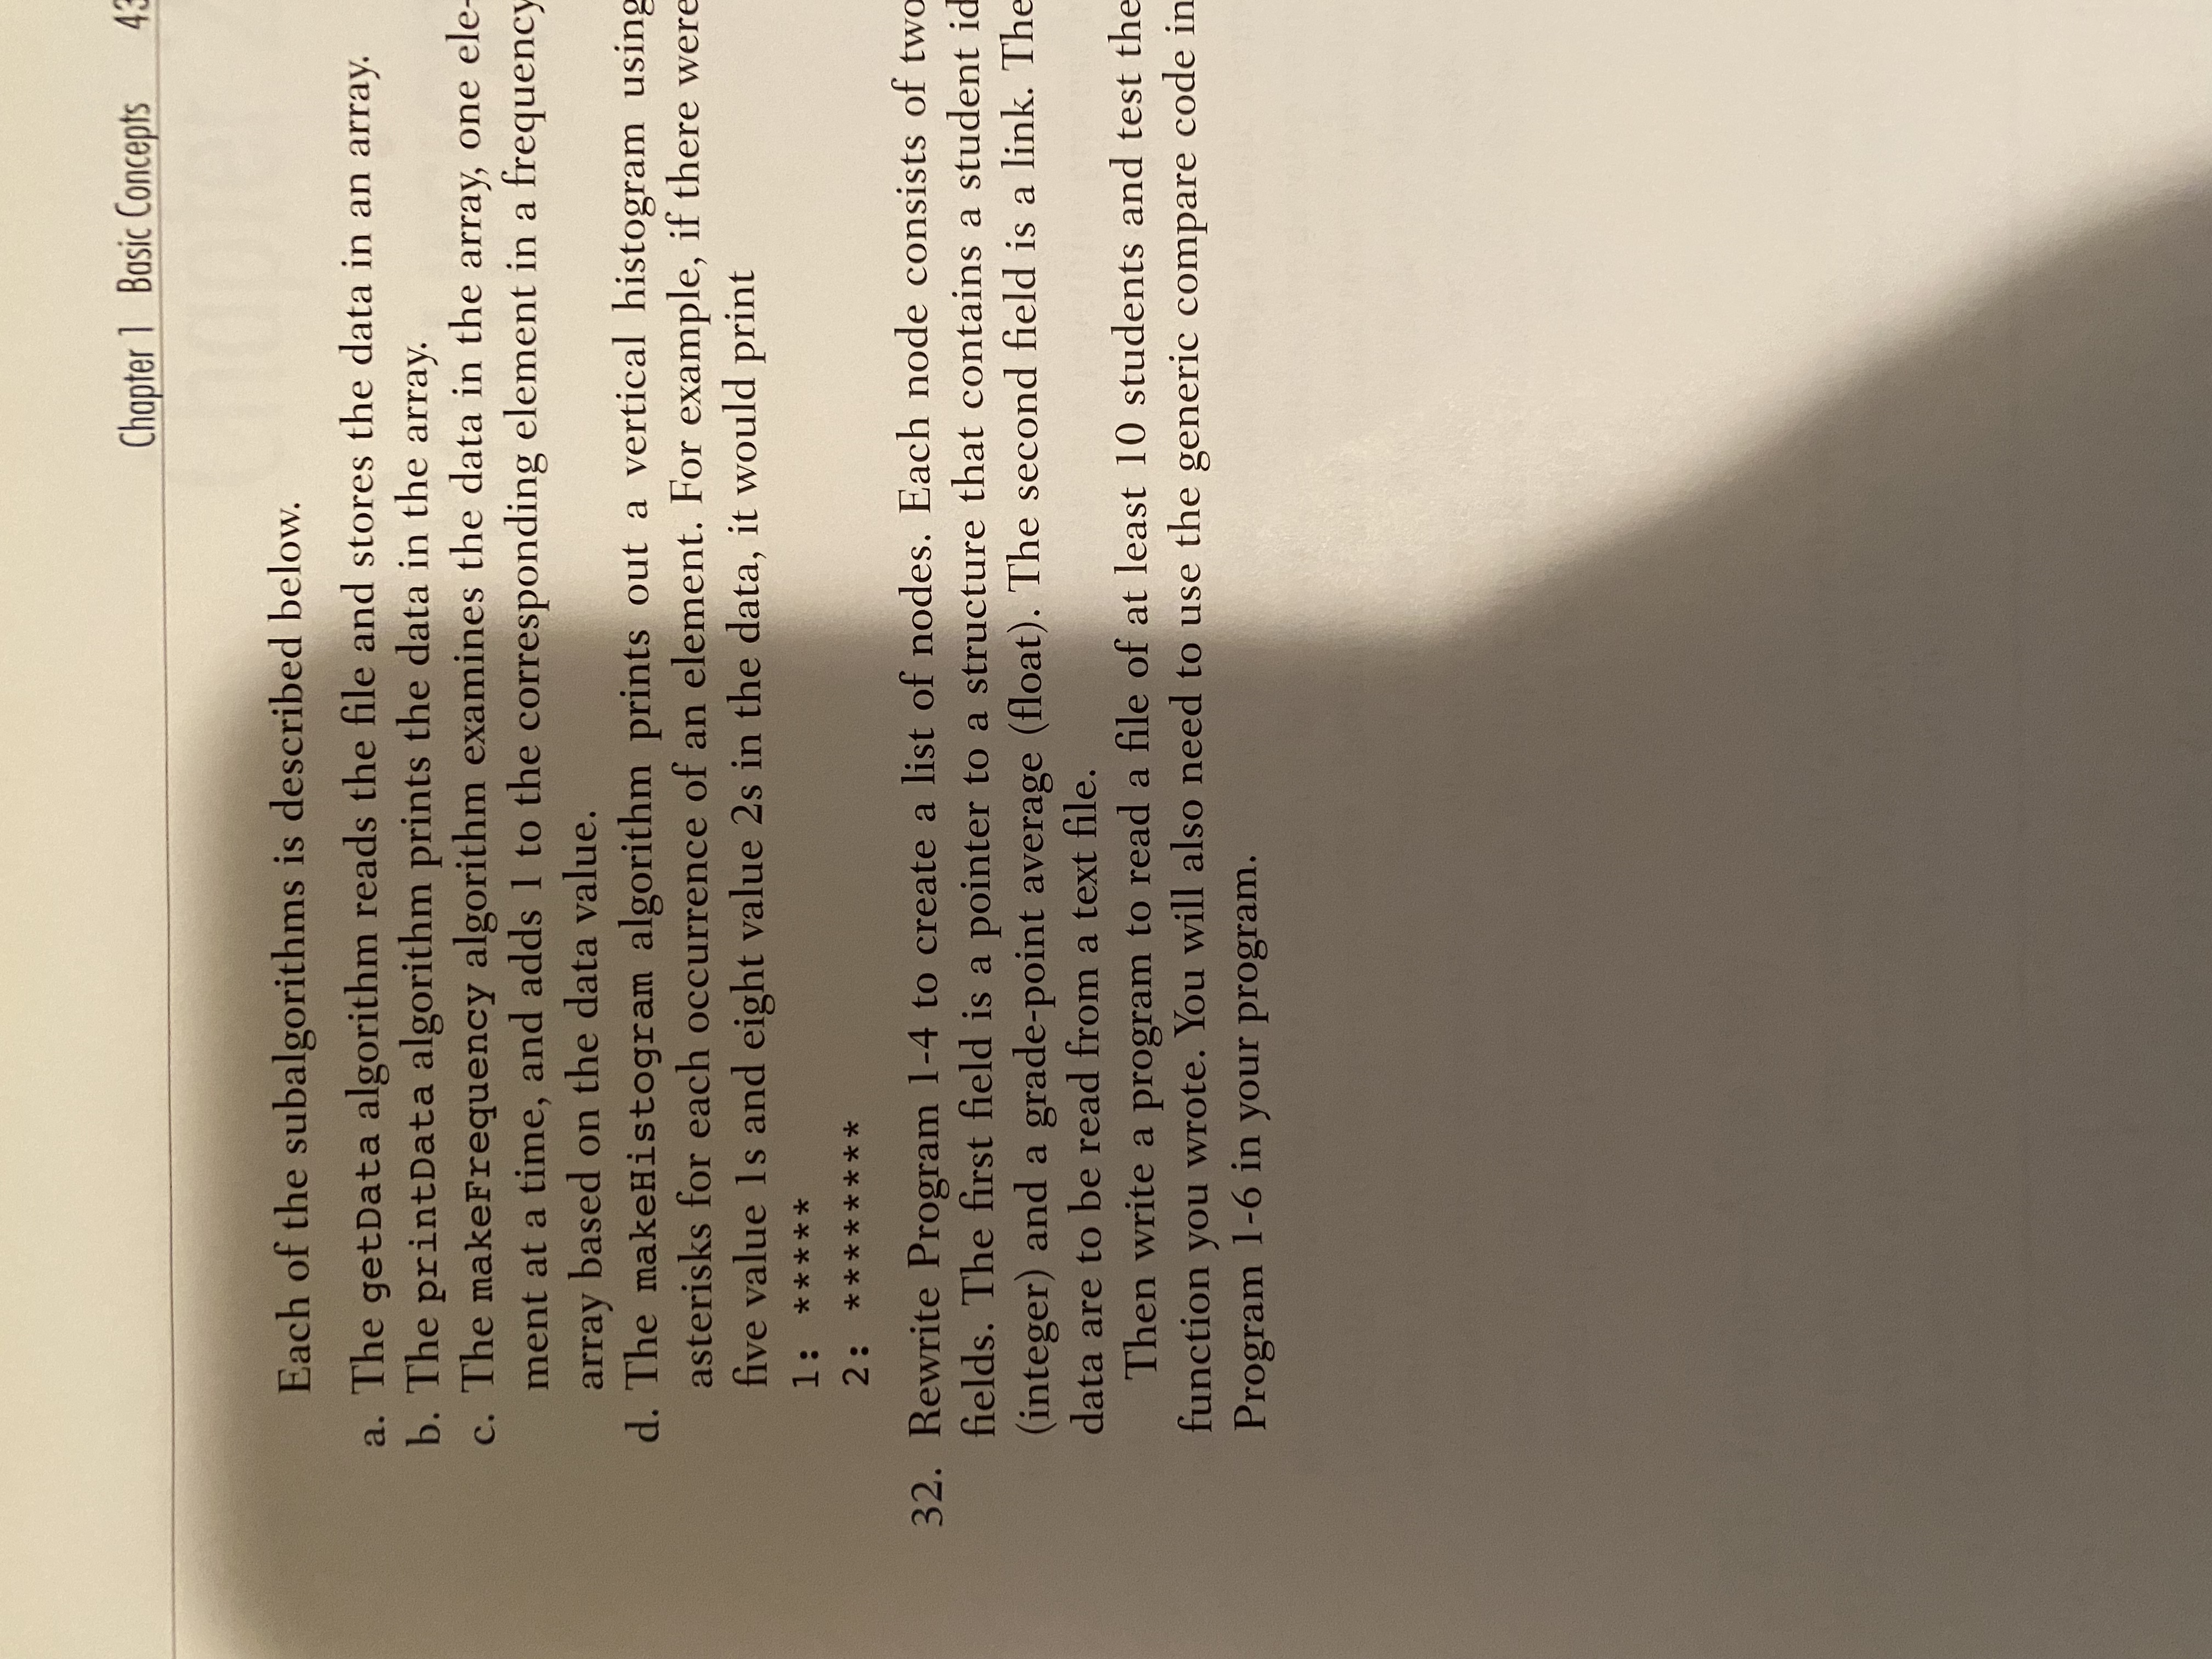 Chapter 1 Basic Concepts 43
Each of the subalgorithms is described below.
a. The getData algorithm reads the file and stores the data in an array.
b. The printData algorithm prints the data in the array.
c. The makeFrequency algorithm examines the data in the array, one ele-
ment at a time, and adds 1 to the corresponding element in a frequency
array based on the data value.
d. The makeHistogram algorithm prints out a vertical histogram using
asterisks for each occurrence of an element. For example, if there were
five value 1s and eight value 2s in the data, it would print
1: *****
2: ********
32. Rewrite Program 1-4 to create a list of nodes. Each node consists of two
fields. The first field is a pointer to a structure that contains a student id
(integer) and a grade-point average (float). The second field is a link. The
data are to be read from a text file.
Then write a program to read a file of at least 10 students and test the
function you wrote. You will also need to use the generic compare code in
Program 1-6 in your program.